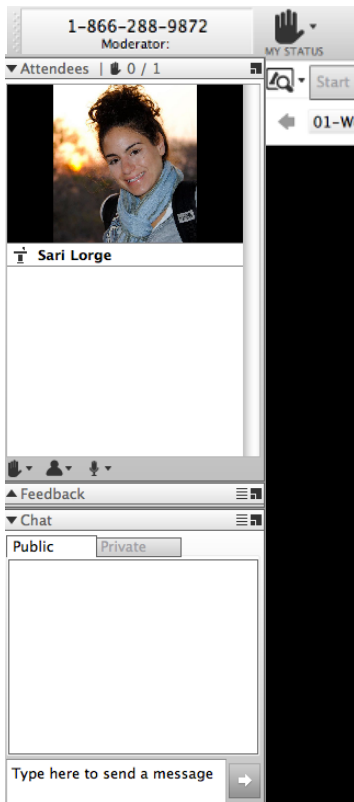 1-866-288-9872
Moderator:
MY STATUS
Attendees | 0 / 1
Start
01-W
Sari Lorge
Feedback
Chat
Public Private
Type here to send a message